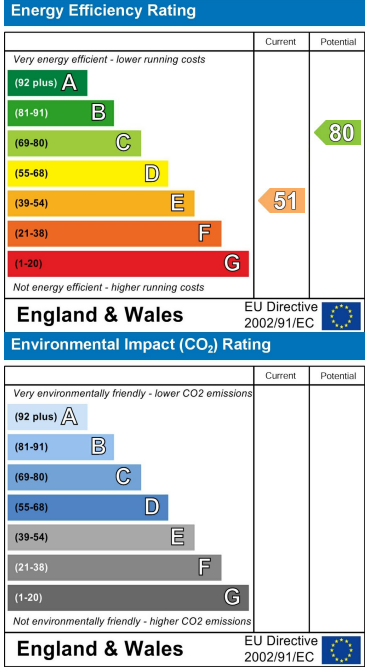 Energy Efficiency Rating
Current Potential
Very energy efficient - lower running costs
(92 plus) A
(81-91) B
(69-80) C
80
(55-68) D
(39-54) E
51
(21-38) F
(1-20) G
Not energy efficient - higher running costs
England & Wales
EU Directive
2002/91/EC
Environmental Impact (CO₂) Rating
Current Potential
Very environmentally friendly - lower CO2 emissions
(92 plus) A
(81-91) B
(69-80) C
(55-68) D
(39-54) E
(21-38) F
(1-20) G
Not environmentally friendly - higher CO2 emissions
England & Wales
EU Directive
2002/91/EC